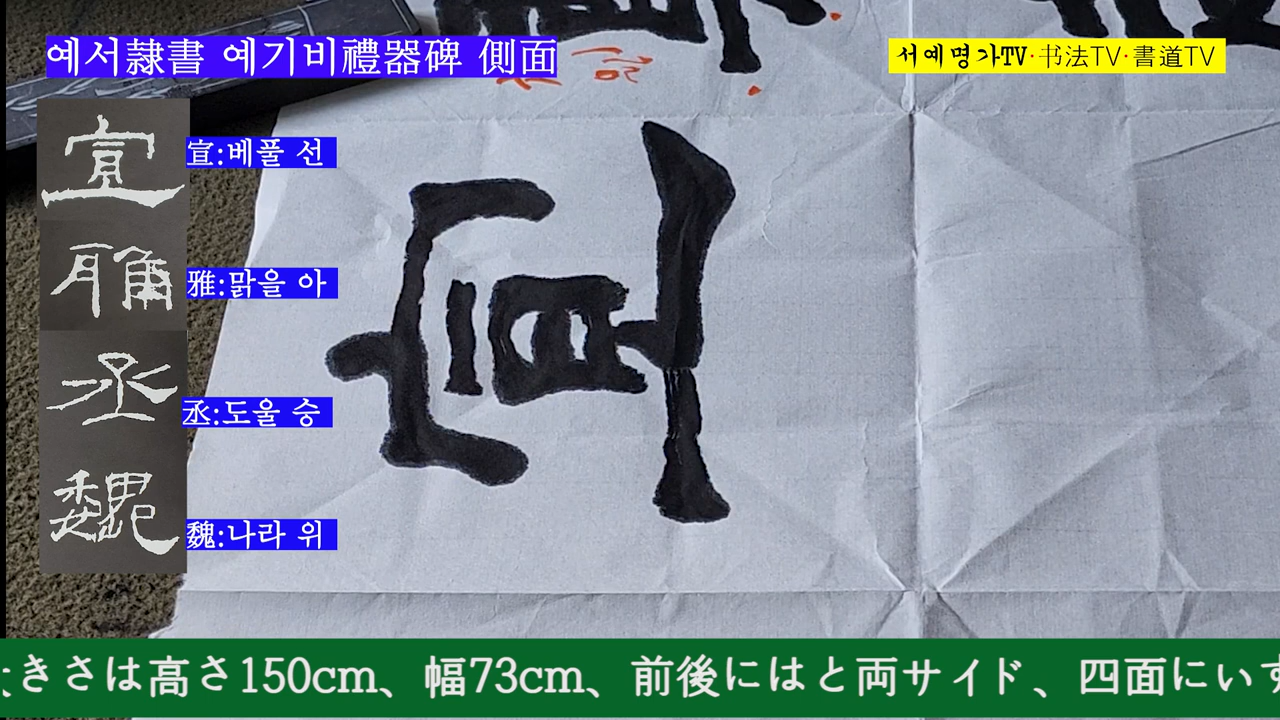 예서隷書 예기비禮器碑 側面
서예명가TV·书法TV·書道TV
宣
宣:베풀 선
雅
雅:맑을 아
丞
丞:도울 승
魏
魏:나라 위
宣
きさは高さ150cm、幅73cm、前後にはと両サイド、四面にい